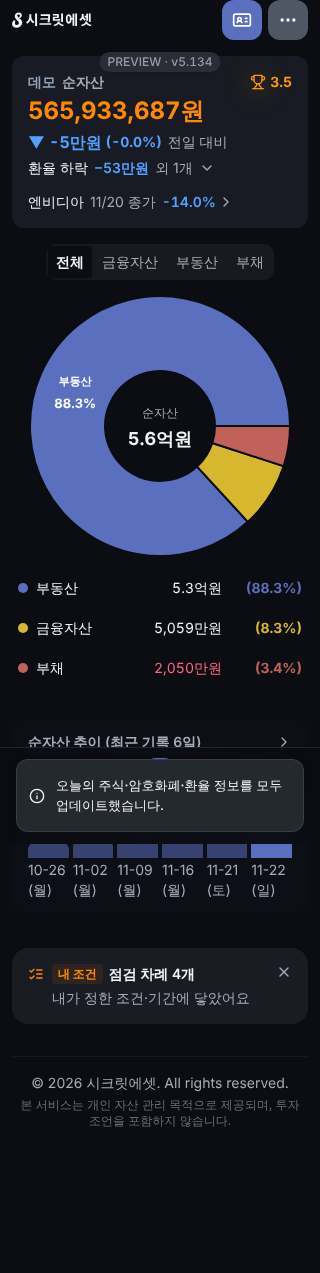 시크릿에셋
PREVIEW · v5.134
데모 순자산
3.5
565,933,687원
▼ -5만원 (-0.0%) 전일 대비
환율 하락 −53만원 외 1개
엔비디아 11/20 종가 -14.0%
전체 금융자산 부동산 부채
부동산
88.3%
순자산
5.6억원
부동산 5.3억원 (88.3%)
금융자산 5,059만원 (8.3%)
부채 2,050만원 (3.4%)
순자산 추이 (최근 기록 6일)
오늘의 주식·암호화폐·환율 정보를 모두
업데이트했습니다.
10-26 11-02 11-09 11-16 11-21 11-22
(월) (월) (월) (월) (토) (일)
내 조건 점검 차례 4개
내가 정한 조건·기간에 닿았어요
© 2026 시크릿에셋. All rights reserved.
본 서비스는 개인 자산 관리 목적으로 제공되며, 투자
조언을 포함하지 않습니다.